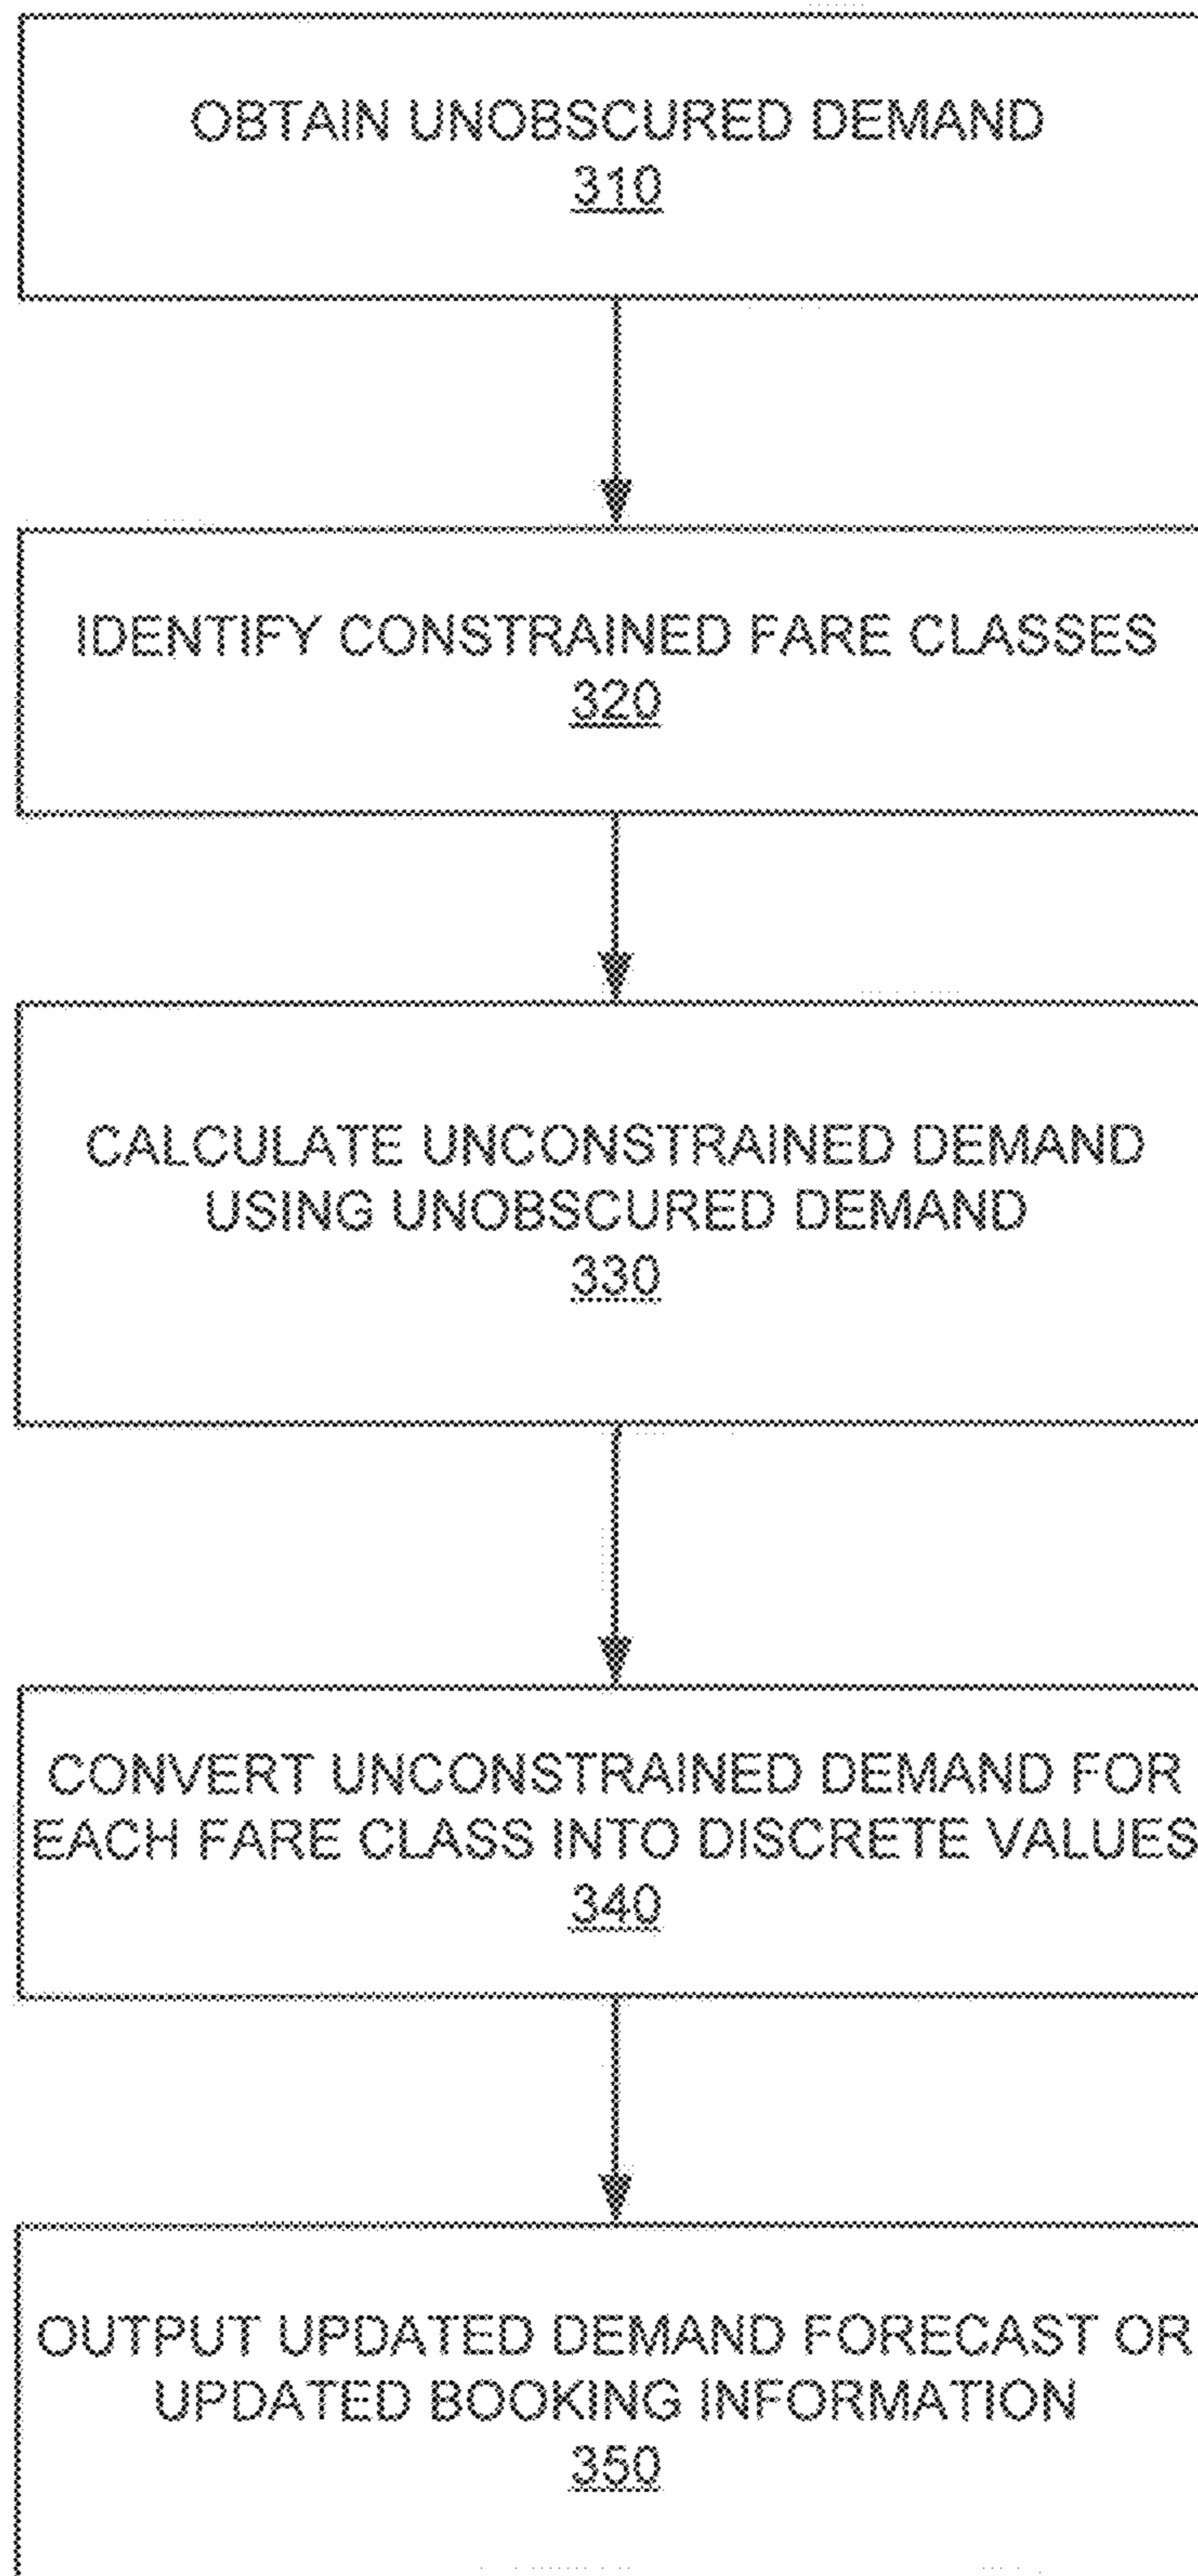 OBTAIN UNOBSCURED DEMAND
310
IDENTIFY CONSTRAINED FARE CLASSES
320
CALCULATE UNCONSTRAINED DEMAND
USING UNOBSCURED DEMAND
330
CONVERT UNCONSTRAINED DEMAND FOR
EACH FARE CLASS INTO DISCRETE VALUES
340
OUTPUT UPDATED DEMAND FORECAST OR
UPDATED BOOKING INFORMATION
350